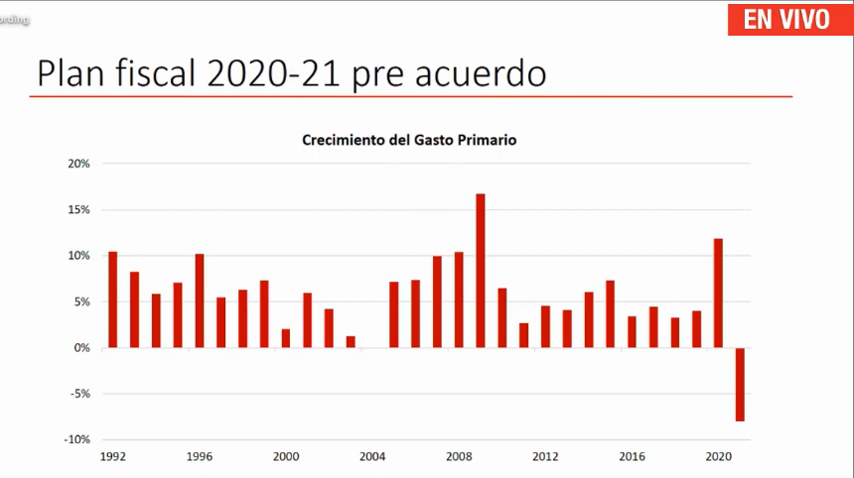 EN VIVO
Plan fiscal 2020-21 pre acuerdo
Crecimiento del Gasto Primario
20%
15%
10%
5%
0%
-5%
-10%
1992 1996 2000 2004 2008 2012 2016 2020